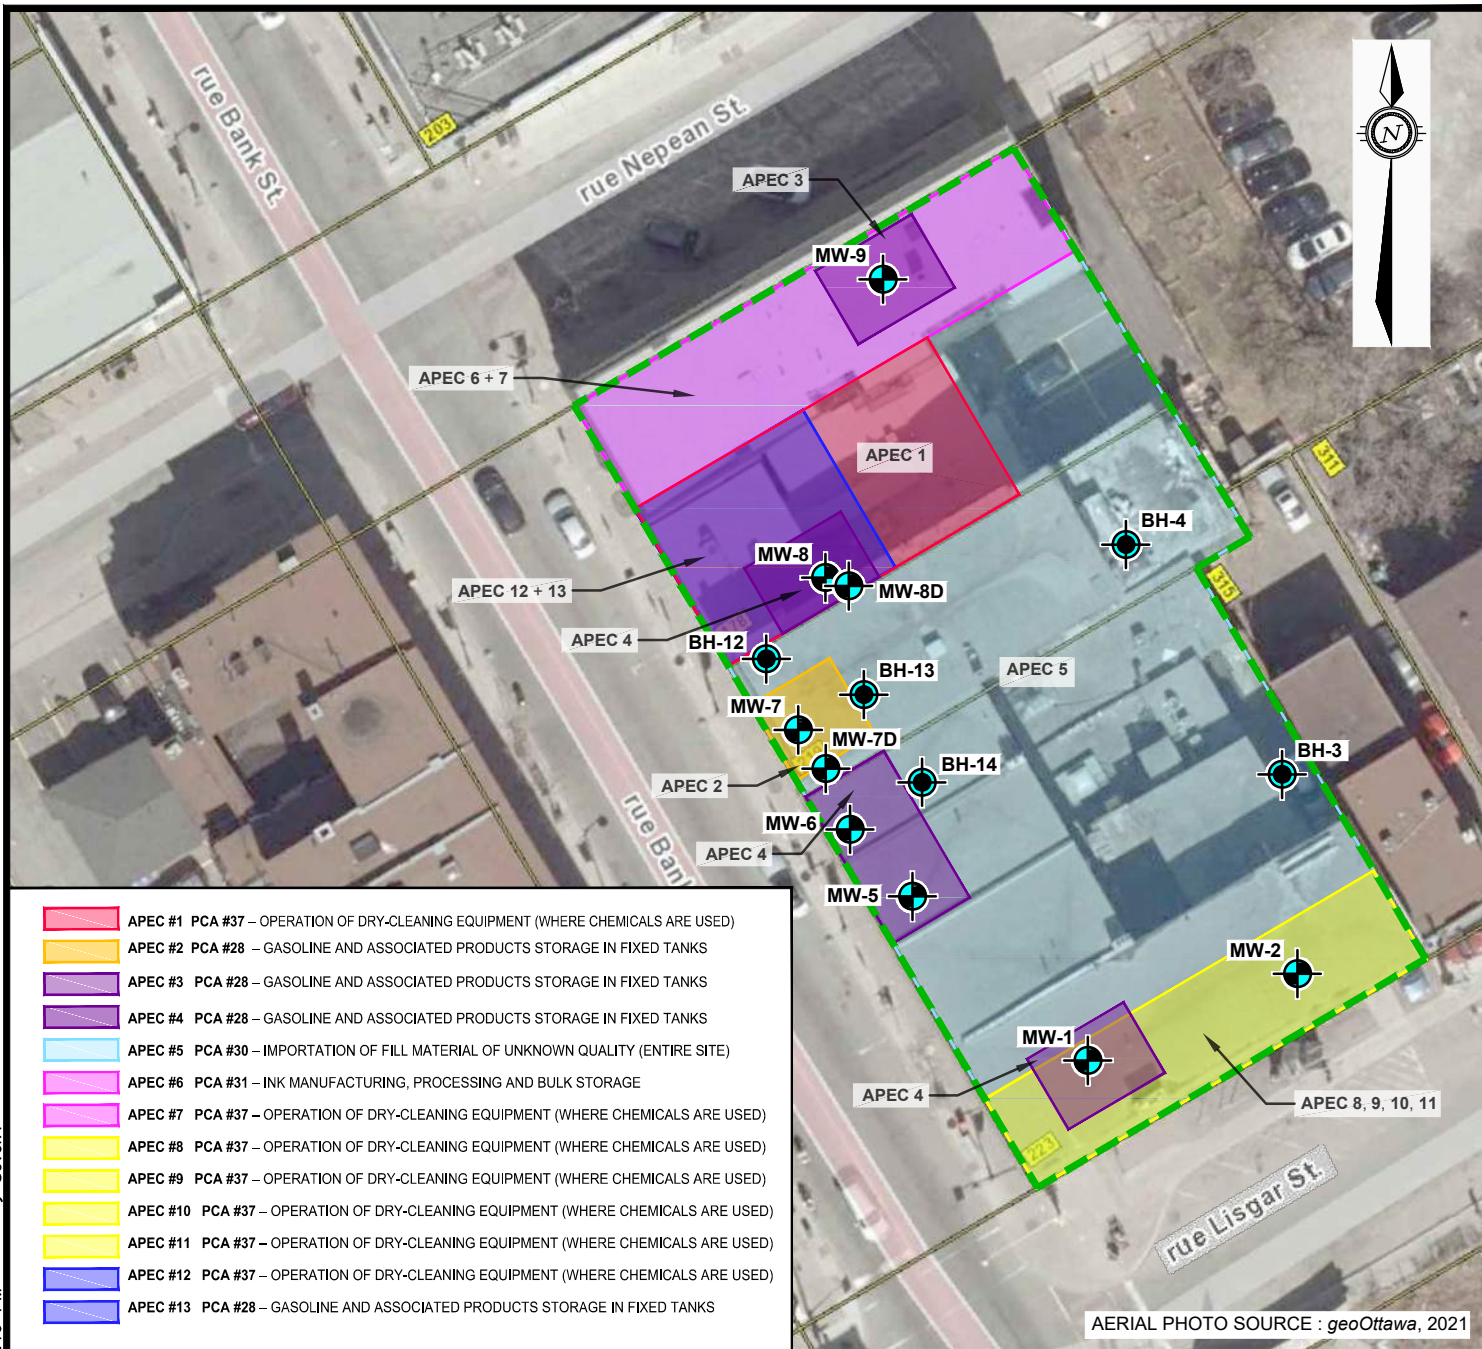 rue Bank St.
203
rue Nepean St.
N
APEC 3
MW-9
APEC 6 + 7
APEC 1
311
BH-4
MW-8
315
APEC 12 + 13
MW-8D
178
APEC 4
BH-12
BH-13
APEC 5
MW-7
MW-7D
BH-3
BH-14
APEC 2
MW-6
rue Bank
APEC 4
MW-5
MW-2
MW-1
APEC 4
APEC 8, 9, 10, 11
223
rue Lisgar St.
APEC #1 PCA #37 – OPERATION OF DRY-CLEANING EQUIPMENT (WHERE CHEMICALS ARE USED)
APEC #2 PCA #28 – GASOLINE AND ASSOCIATED PRODUCTS STORAGE IN FIXED TANKS
APEC #3 PCA #28 – GASOLINE AND ASSOCIATED PRODUCTS STORAGE IN FIXED TANKS
APEC #4 PCA #28 – GASOLINE AND ASSOCIATED PRODUCTS STORAGE IN FIXED TANKS
APEC #5 PCA #30 – IMPORTATION OF FILL MATERIAL OF UNKNOWN QUALITY (ENTIRE SITE)
APEC #6 PCA #31 – INK MANUFACTURING, PROCESSING AND BULK STORAGE
APEC #7 PCA #37 – OPERATION OF DRY-CLEANING EQUIPMENT (WHERE CHEMICALS ARE USED)
APEC #8 PCA #37 – OPERATION OF DRY-CLEANING EQUIPMENT (WHERE CHEMICALS ARE USED)
APEC #9 PCA #37 – OPERATION OF DRY-CLEANING EQUIPMENT (WHERE CHEMICALS ARE USED)
APEC #10 PCA #37 – OPERATION OF DRY-CLEANING EQUIPMENT (WHERE CHEMICALS ARE USED)
APEC #11 PCA #37 – OPERATION OF DRY-CLEANING EQUIPMENT (WHERE CHEMICALS ARE USED)
APEC #12 PCA #37 – OPERATION OF DRY-CLEANING EQUIPMENT (WHERE CHEMICALS ARE USED)
APEC #13 PCA #28 – GASOLINE AND ASSOCIATED PRODUCTS STORAGE IN FIXED TANKS
AERIAL PHOTO SOURCE : geoOttawa, 2021